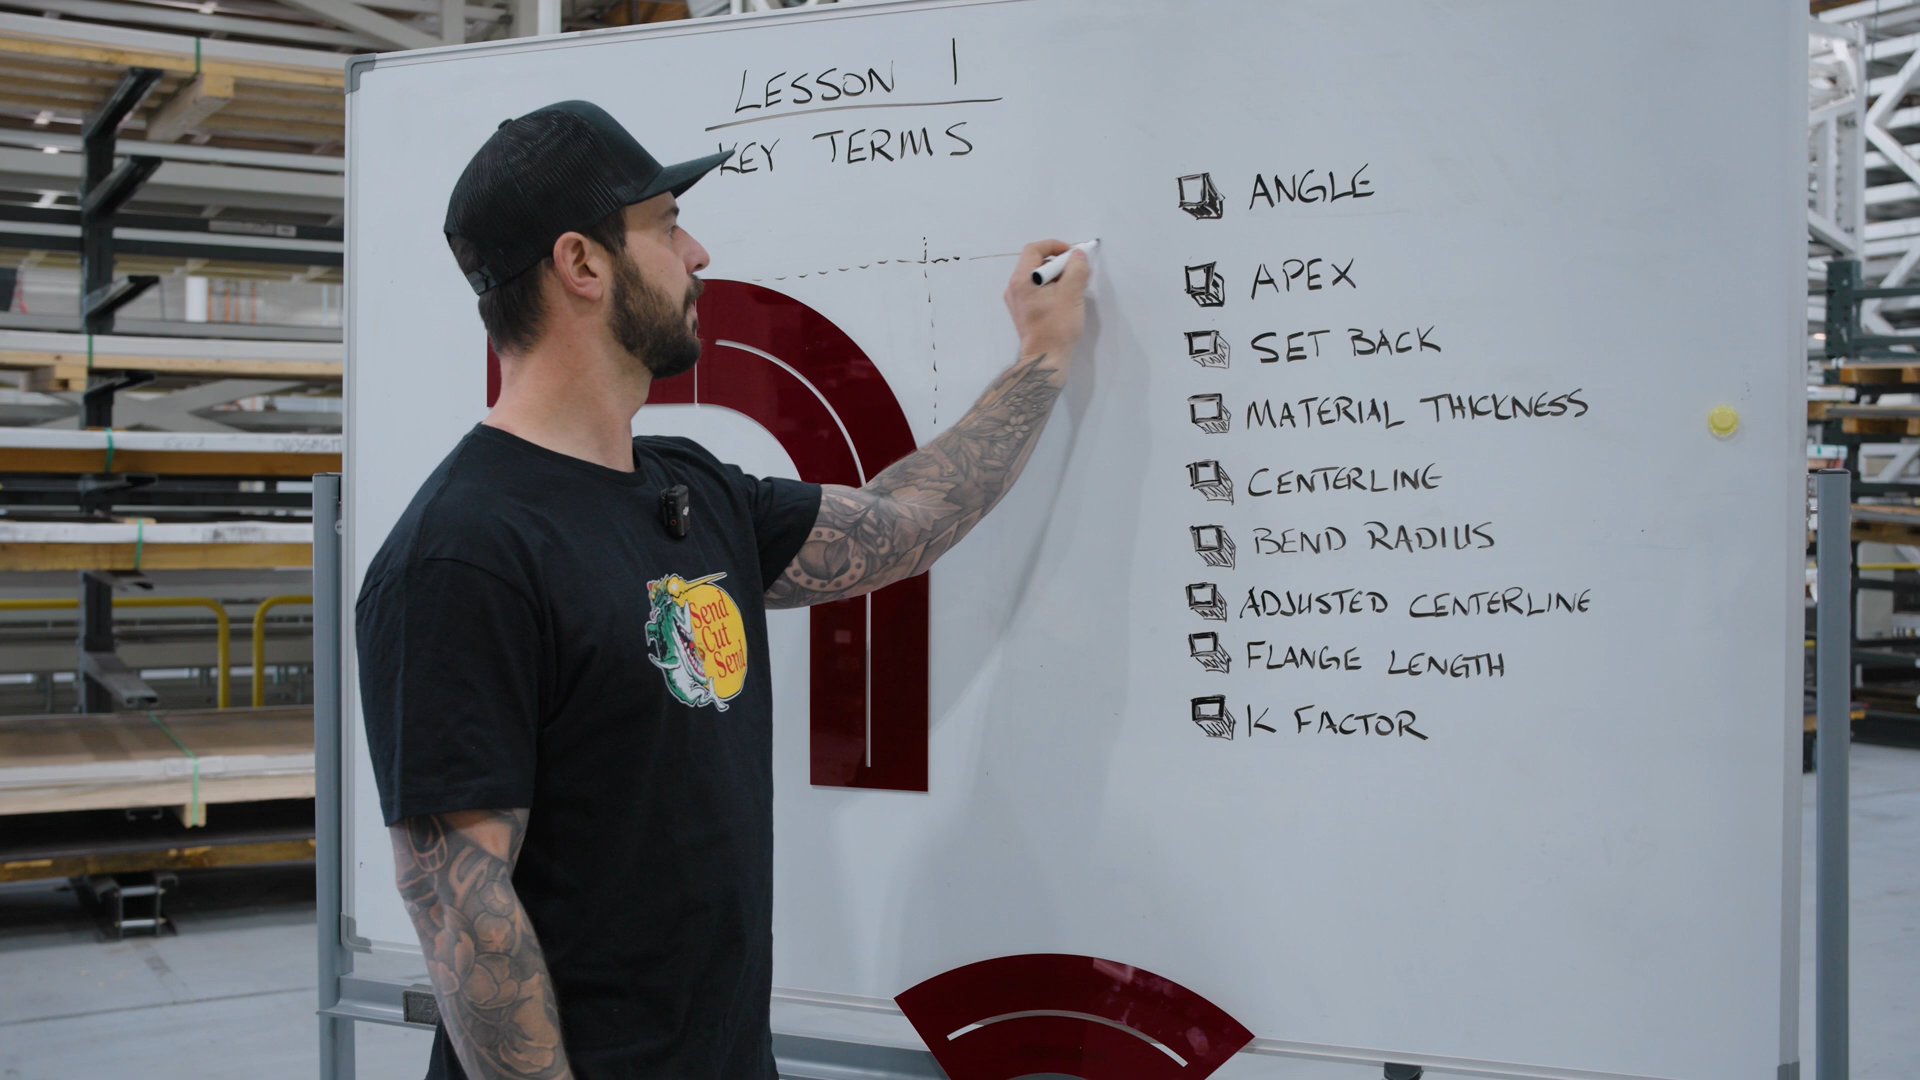 LESSON 1
KEY TERMS
ANGLE
APEX
SET BACK
MATERIAL THICKNESS
CENTERLINE
BEND RADIUS
ADJUSTED CENTERLINE
FLANGE LENGTH
K FACTOR
Send
Cut
Send